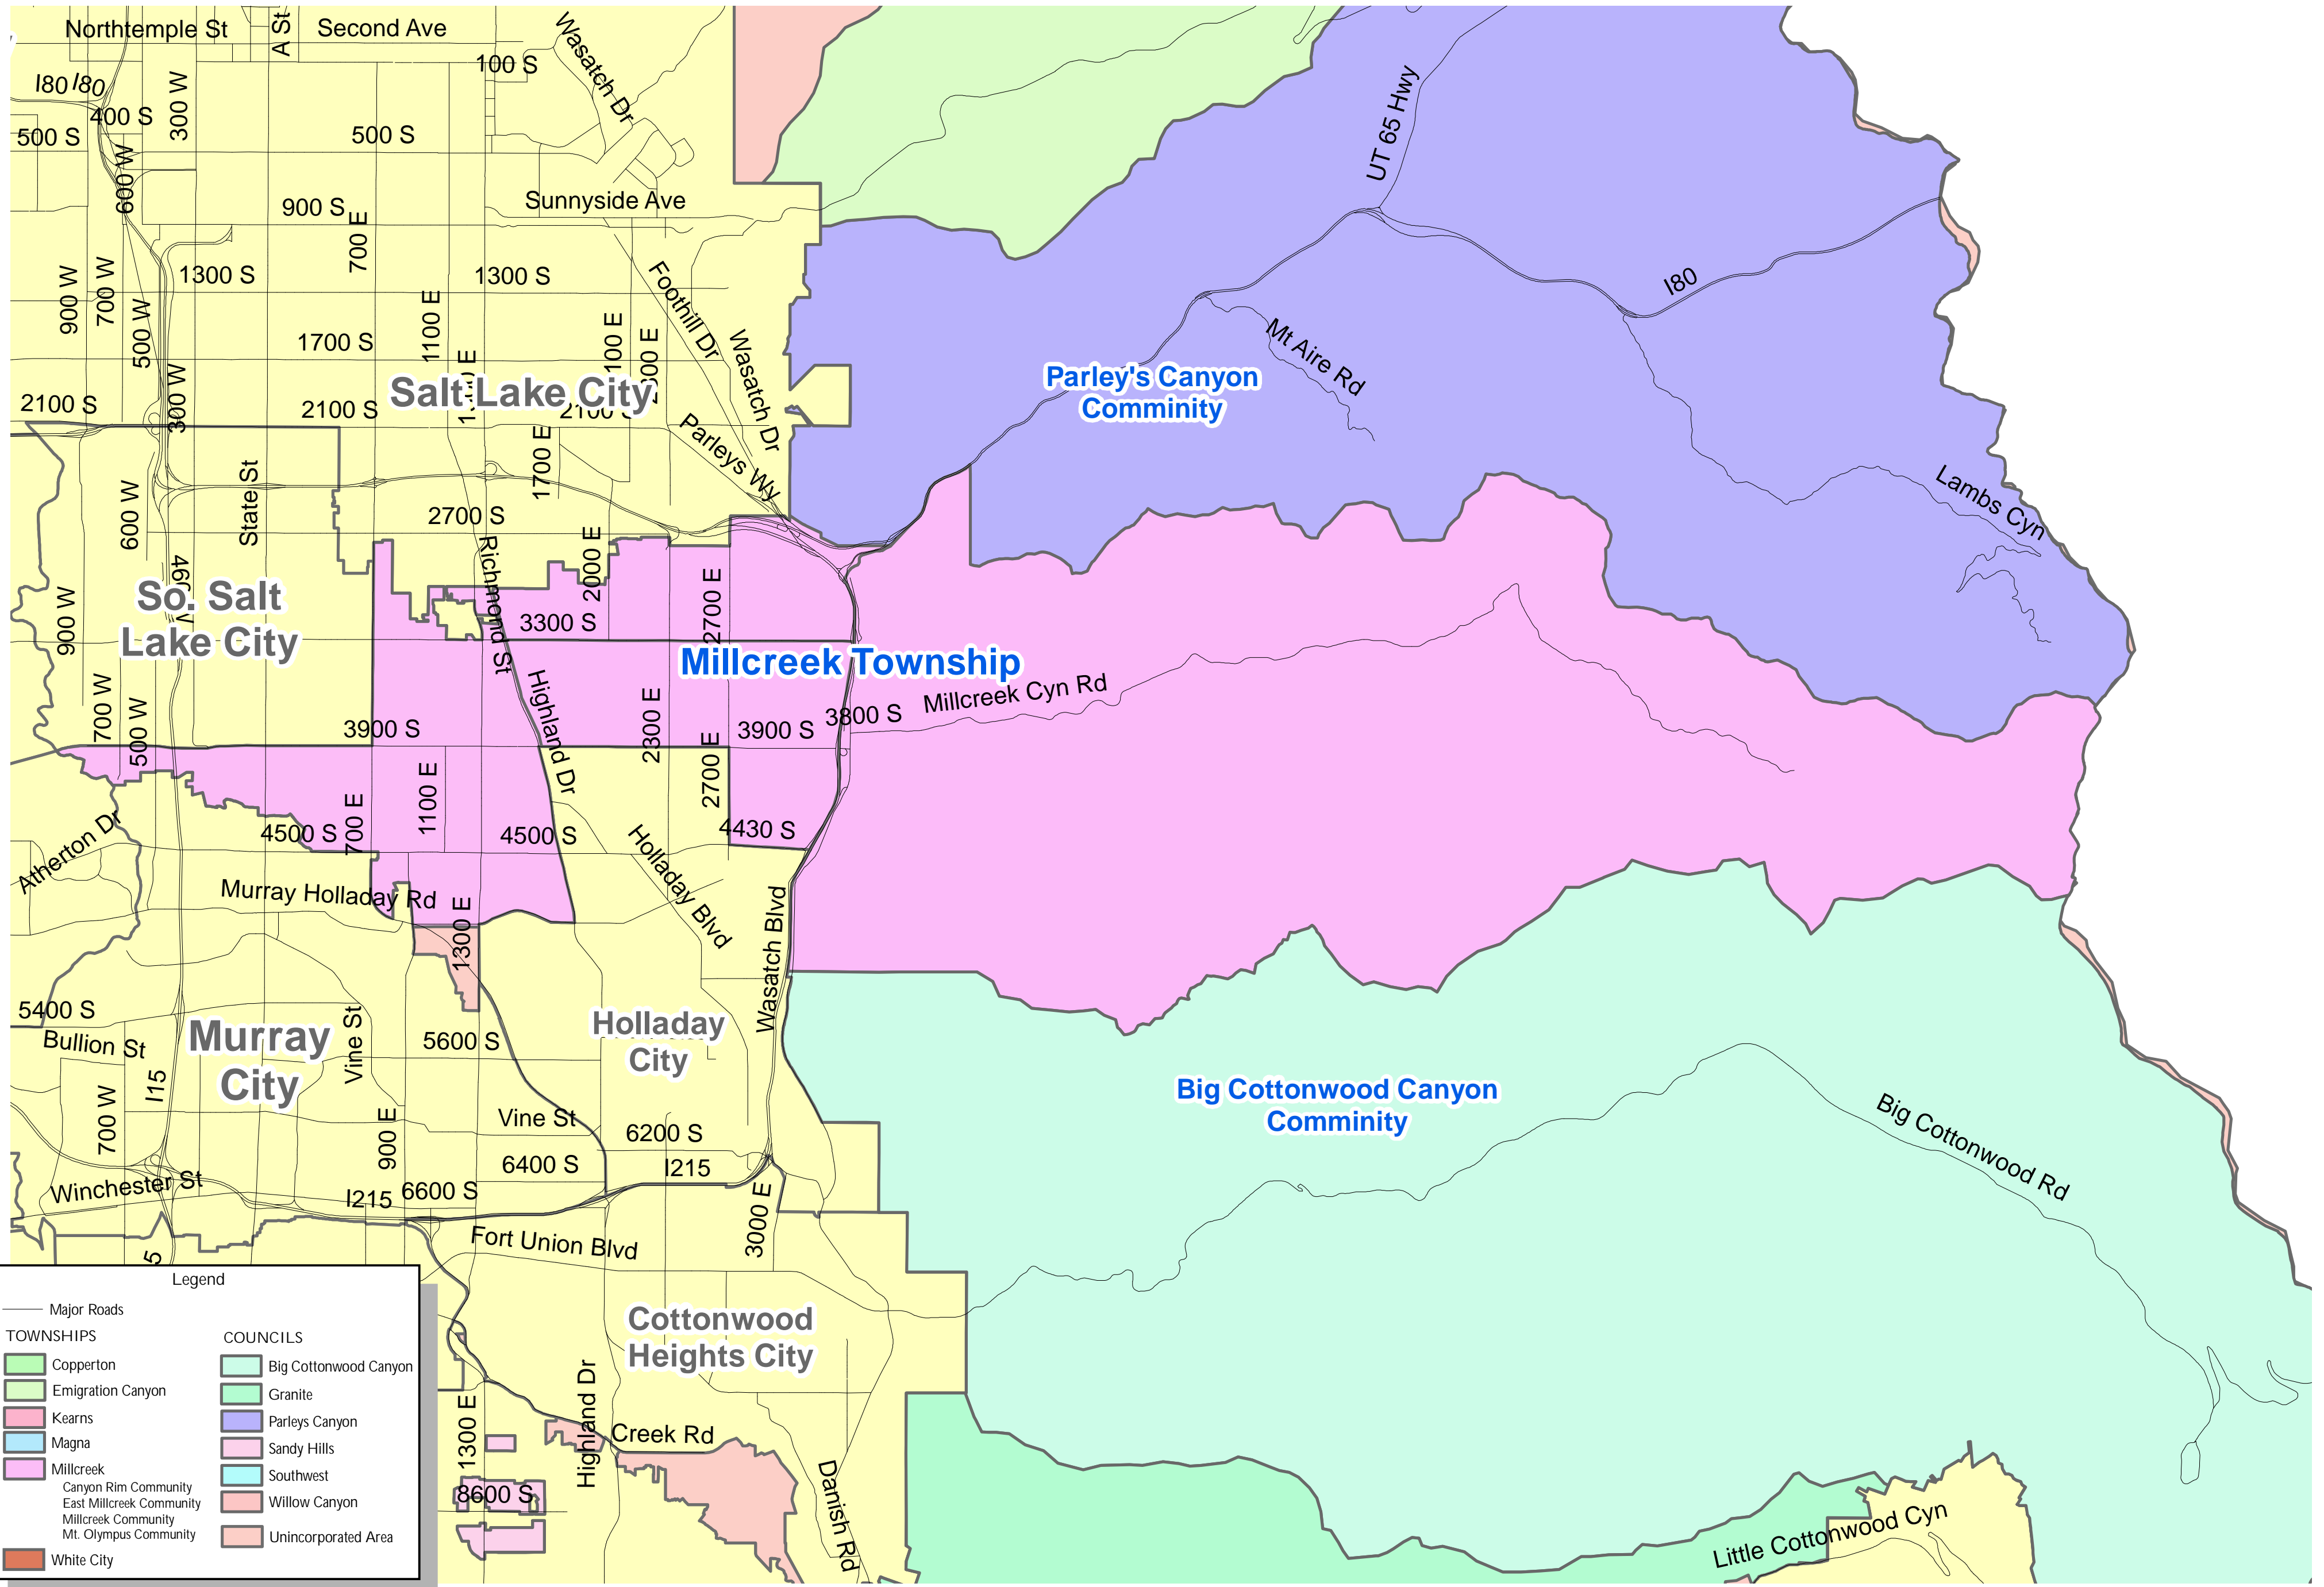 Northtemple St
A St
Second Ave
Wasatch Dr
100 S
I80
I80
400 S
300 W
500 S
500 S
600 W
UT 65 Hwy
Sunnyside Ave
900 S
700 E
900 W
700 W
1300 S
1300 S
500 W
1100 E
Foothill Dr
I80
1700 S
Wasatch Dr
Mt Aire Rd
Parley's Canyon
Comminity
300 W
Salt Lake City
2100 S
2100 S
2100 S
Parleys Wy
1700 E
State St
600 W
2700 S
Lambs Cyn
Richmond St
2000 E
2700 E
900 W
So. Salt
Lake City
3300 S
Millcreek Township
Highland Dr
Millcreek Cyn Rd
700 W
500 W
3900 S
2300 E
3900 S
3800 S
2700 E
1100 E
700 E
4500 S
4500 S
4430 S
Atherton Dr
Holladay Blvd
Murray Holladay Rd
1300 E
Wasatch Blvd
5400 S
Bullion St
Murray
City
Vine St
5600 S
Holladay
City
Big Cottonwood Canyon
Comminity
I15
700 W
900 E
Vine St
6200 S
Big Cottonwood Rd
6400 S
I215
Winchester St
I215
6600 S
3000 E
Fort Union Blvd
5
Cottonwood
Heights City
1300 E
Highland Dr
Creek Rd
8600 S
Danish Rd
Little Cottonwood Cyn
Legend
Major Roads
TOWNSHIPS
Copperton
Emigration Canyon
Kearns
Magna
Millcreek
Canyon Rim Community
East Millcreek Community
Millcreek Community
Mt. Olympus Community
White City
COUNCILS
Big Cottonwood Canyon
Granite
Parleys Canyon
Sandy Hills
Southwest
Willow Canyon
Unincorporated Area